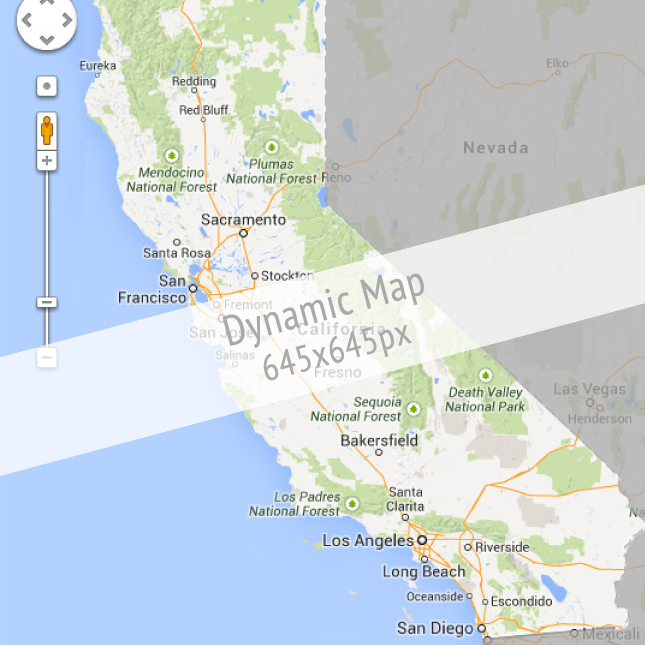 Eureka
Redding
Elko
Red Bluff
Nevada
Plumas
National Forest
Mendocino
National Forest
Reno
Sacramento
Santa Rosa
Stockton
San
Francisco
Fremont
San Jose
California
Dynamic Map
645x645px
Salinas
Fresno
Death Valley
National Park
Las Vegas
Henderson
Sequoia
National Forest
Bakersfield
Los Padres
National Forest
Santa
Clarita
Los Angeles
Riverside
Long Beach
Oceanside
Escondido
San Diego
Mexicali